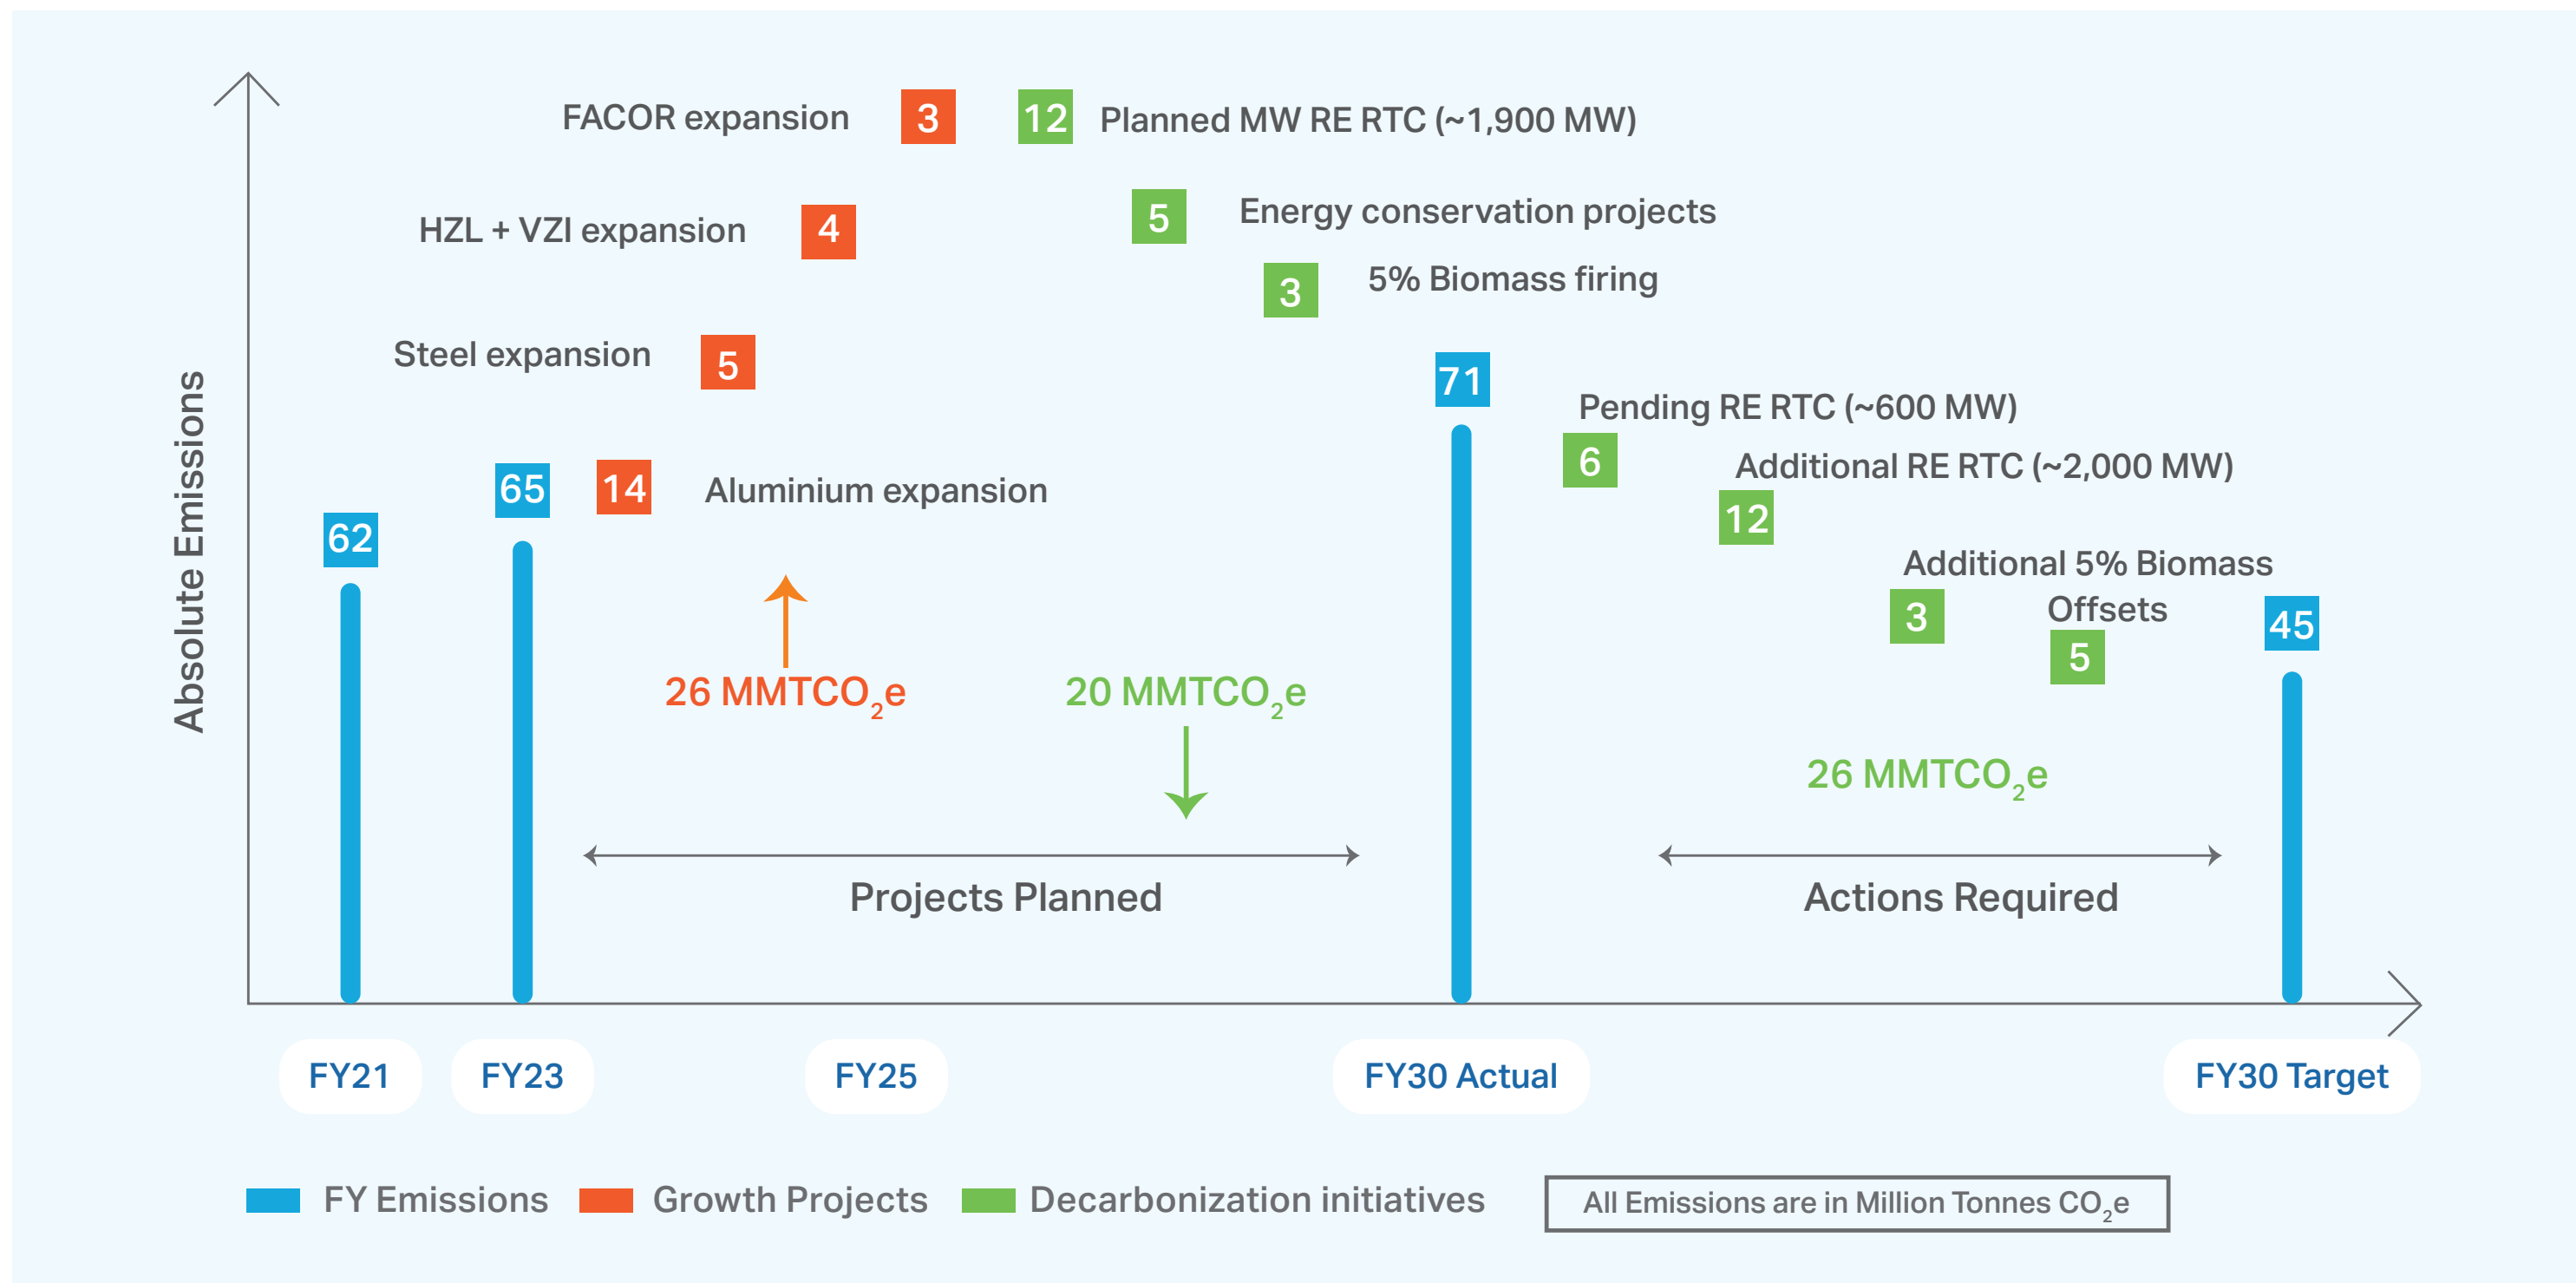 Absolute Emissions
FACOR expansion 3 12 Planned MW RE RTC (~1,900 MW)
HZL + VZI expansion 4 5 Energy conservation projects
3 5% Biomass firing
Steel expansion 5 71
Pending RE RTC (~600 MW)
6 Additional RE RTC (~2,000 MW)
62 65 14 Aluminium expansion 12
Additional 5% Biomass
3 Offsets 45
5
26 MMTCO₂e 20 MMTCO₂e
26 MMTCO₂e
Projects Planned Actions Required
FY21 FY23 FY25 FY30 Actual FY30 Target
FY Emissions Growth Projects Decarbonization initiatives All Emissions are in Million Tonnes CO₂e